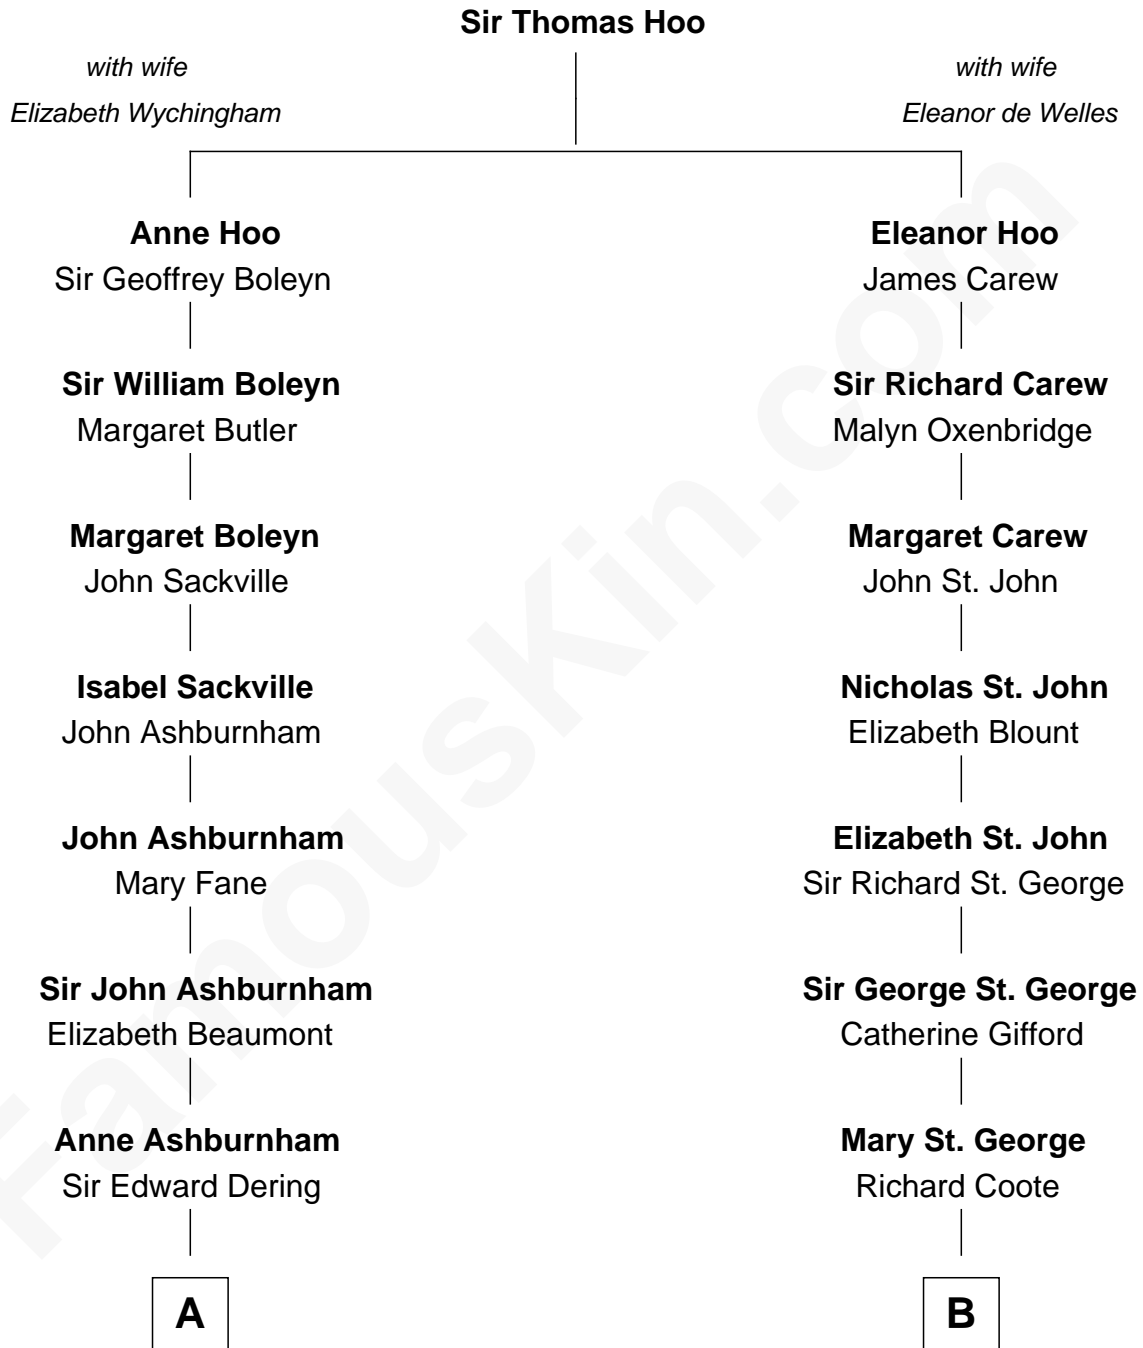 Sir Thomas Hoo
with wife
Elizabeth Wychingham
with wife
Eleanor de Welles
Anne Hoo
Sir Geoffrey Boleyn
Eleanor Hoo
James Carew
Sir William Boleyn
Margaret Butler
Sir Richard Carew
Malyn Oxenbridge
Margaret Boleyn
John Sackville
Margaret Carew
John St. John
Isabel Sackville
John Ashburnham
Nicholas St. John
Elizabeth Blount
John Ashburnham
Mary Fane
Elizabeth St. John
Sir Richard St. George
Sir John Ashburnham
Elizabeth Beaumont
Sir George St. George
Catherine Gifford
Anne Ashburnham
Sir Edward Dering
Mary St. George
Richard Coote
A
B
FamousKin.com